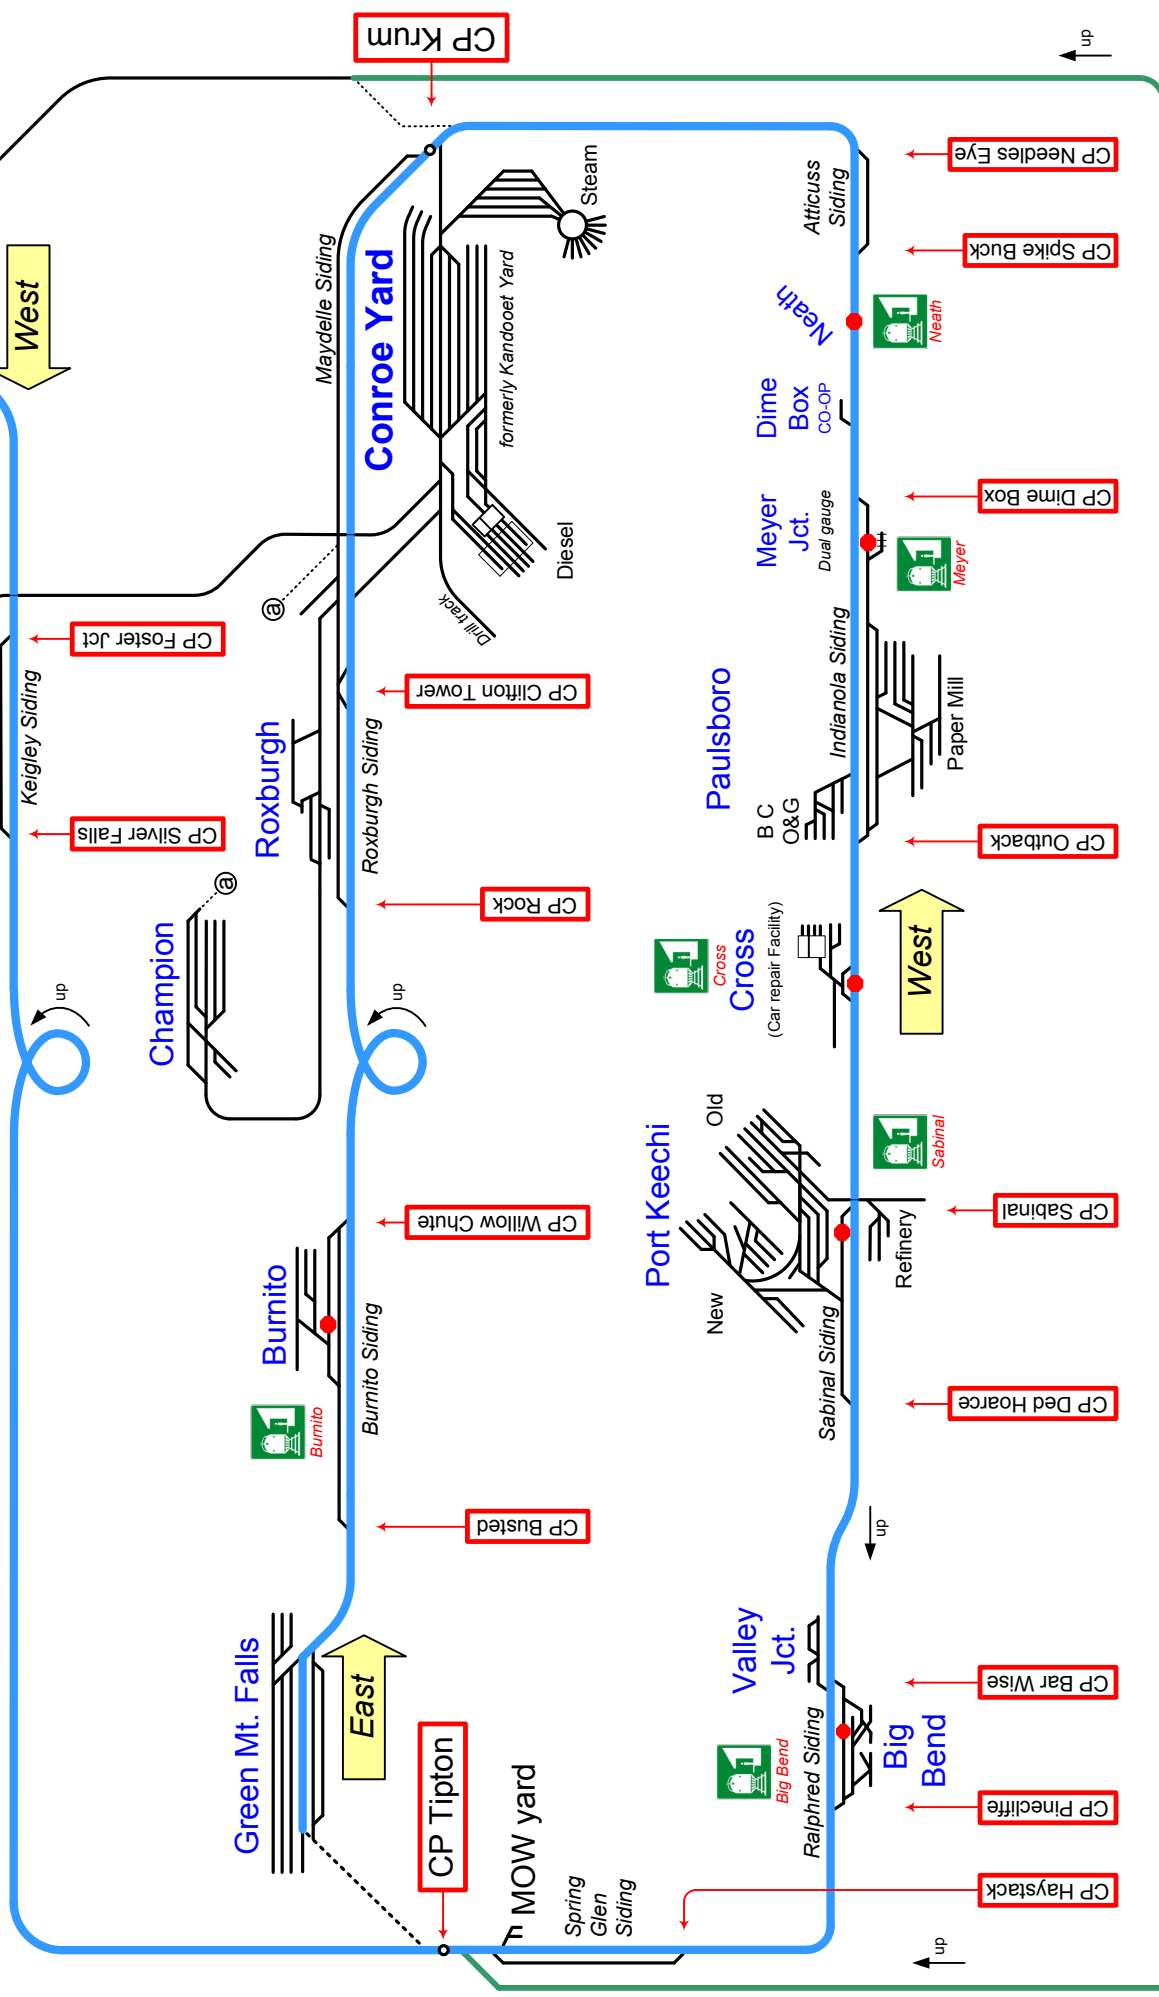 CP Krum
up
West
Maydelle Siding
Steam
Conroe Yard
formerly Kandooet Yard
Diesel
Drill track
@
CP Needles Eye
Atticuss
Siding
CP Spike Buck
Neath
Neath
Dime
Box
CO-OP
CP Dime Box
Meyer
Jct.
Dual gauge
Meyer
CP Foster Jct
Keigley Siding
CP Silver Falls
CP Clifton Tower
Roxburgh
Roxburgh Siding
CP Rock
Paulsboro
Indianola Siding
Paper Mill
B C
O&G
CP Outback
@
Champion
up
up
Cross
Cross
(Car repair Facility)
West
Port Keechi
Old
New
Sabinal
CP Sabinal
Refinery
Sabinal Siding
CP Ded Hoarce
CP Willow Chute
Burnito
Burnito Siding
Burnito
CP Busted
up
Green Mt. Falls
East
Valley
Jct.
CP Bar Wise
Ralphred Siding
Big
Bend
Big Bend
CP Pinecliffe
CP Tipton
MOW yard
Spring
Glen
Siding
CP Haystack
up